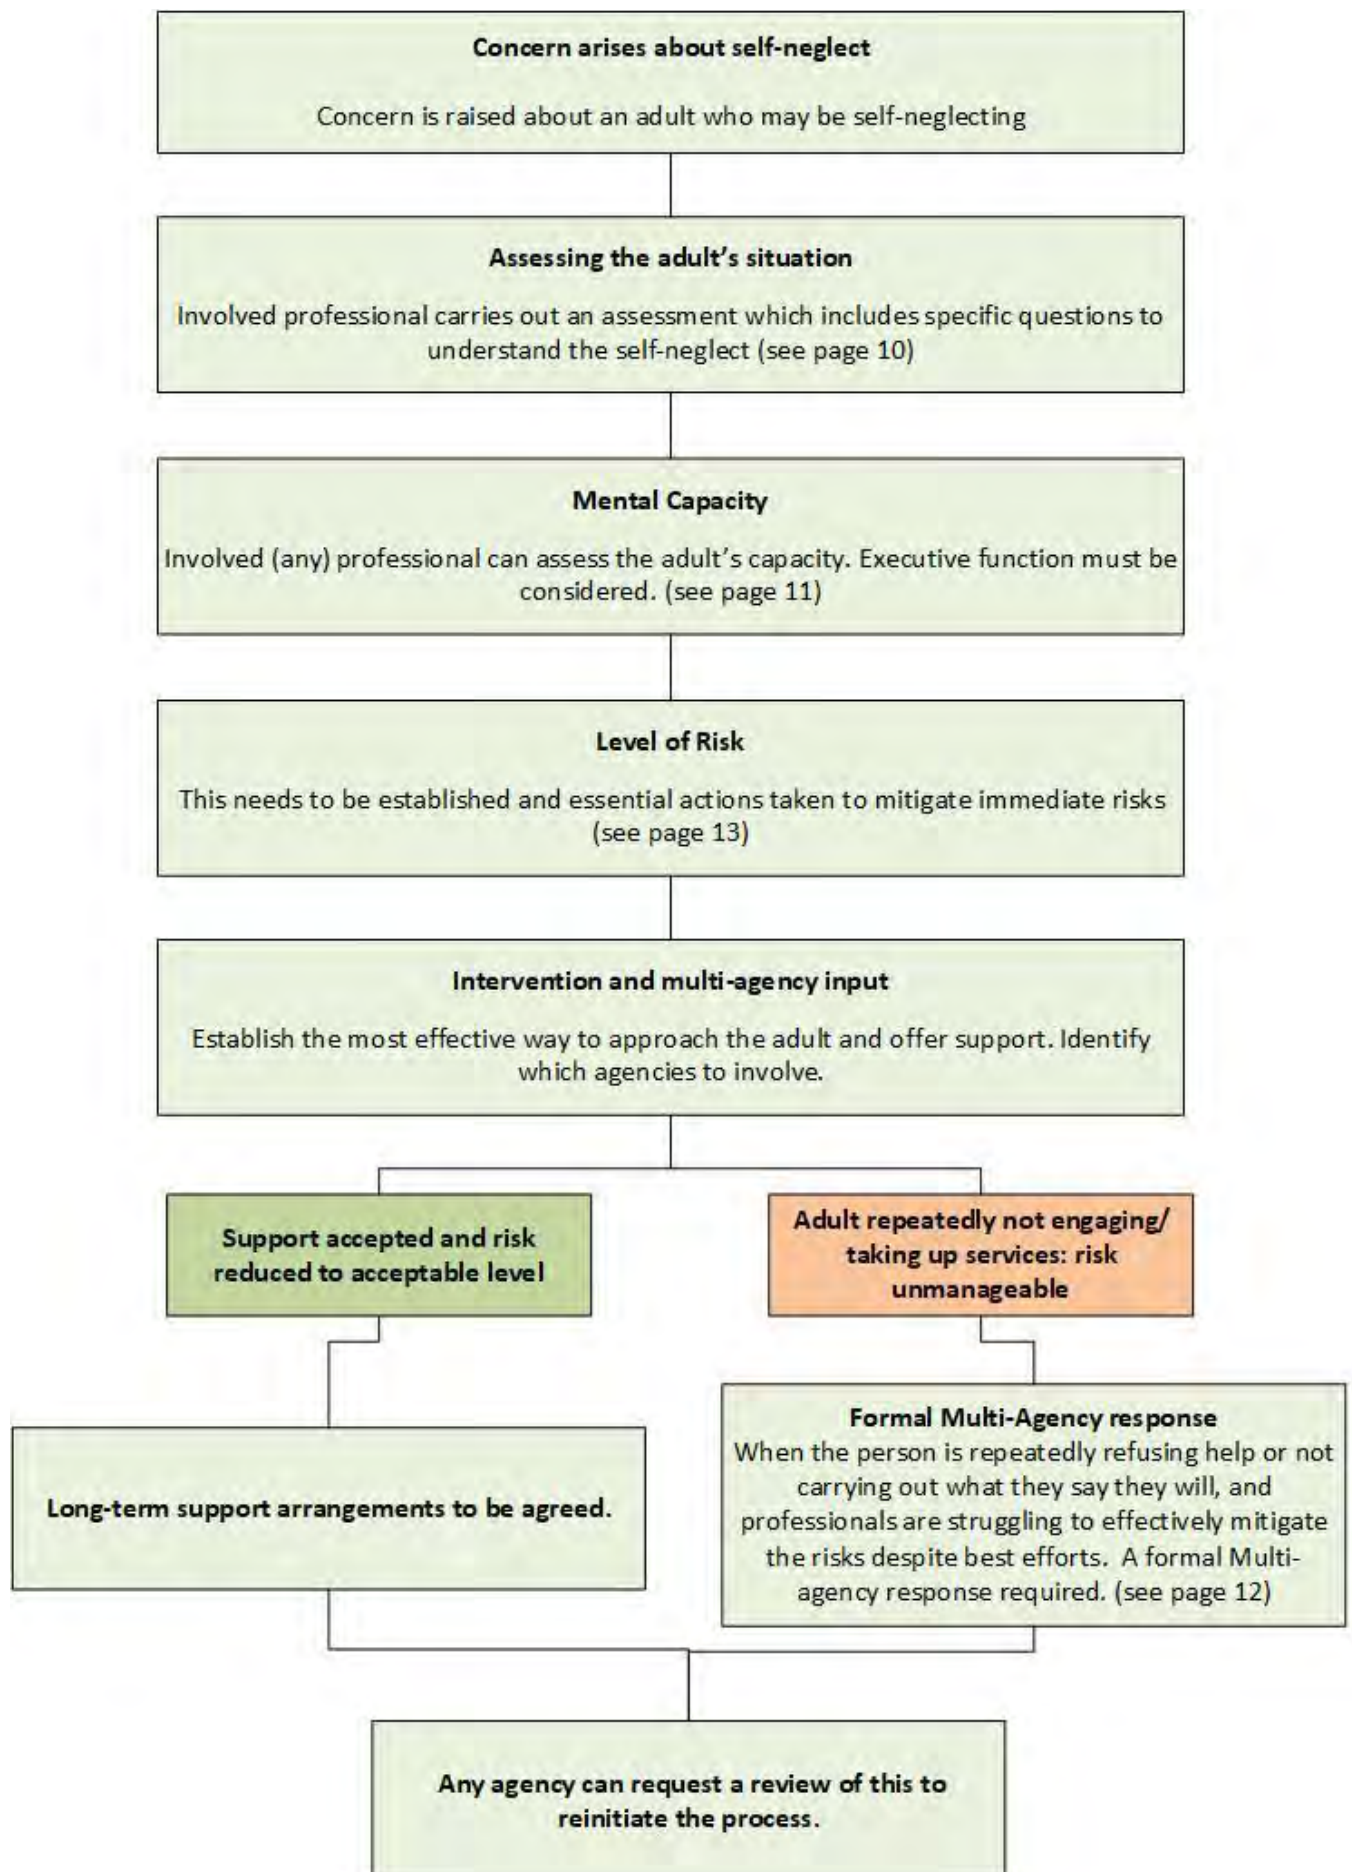 Concern arises about self-neglect
Concern is raised about an adult who may be self-neglecting
Assessing the adult's situation
Involved professional carries out an assessment which includes specific questions to
understand the self-neglect (see page 10)
Mental Capacity
Involved (any) professional can assess the adult's capacity. Executive function must be
considered. (see page 11)
Level of Risk
This needs to be established and essential actions taken to mitigate immediate risks
(see page 13)
Intervention and multi-agency input
Establish the most effective way to approach the adult and offer support. Identify
which agencies to involve.
Support accepted and risk
reduced to acceptable level
Adult repeatedly not engaging/
taking up services: risk
unmanageable
Long-term support arrangements to be agreed.
Formal Multi-Agency response
When the person is repeatedly refusing help or not
carrying out what they say they will, and
professionals are struggling to effectively mitigate
the risks despite best efforts.  A formal Multi-
agency response required. (see page 12)
Any agency can request a review of this to
reinitiate the process.